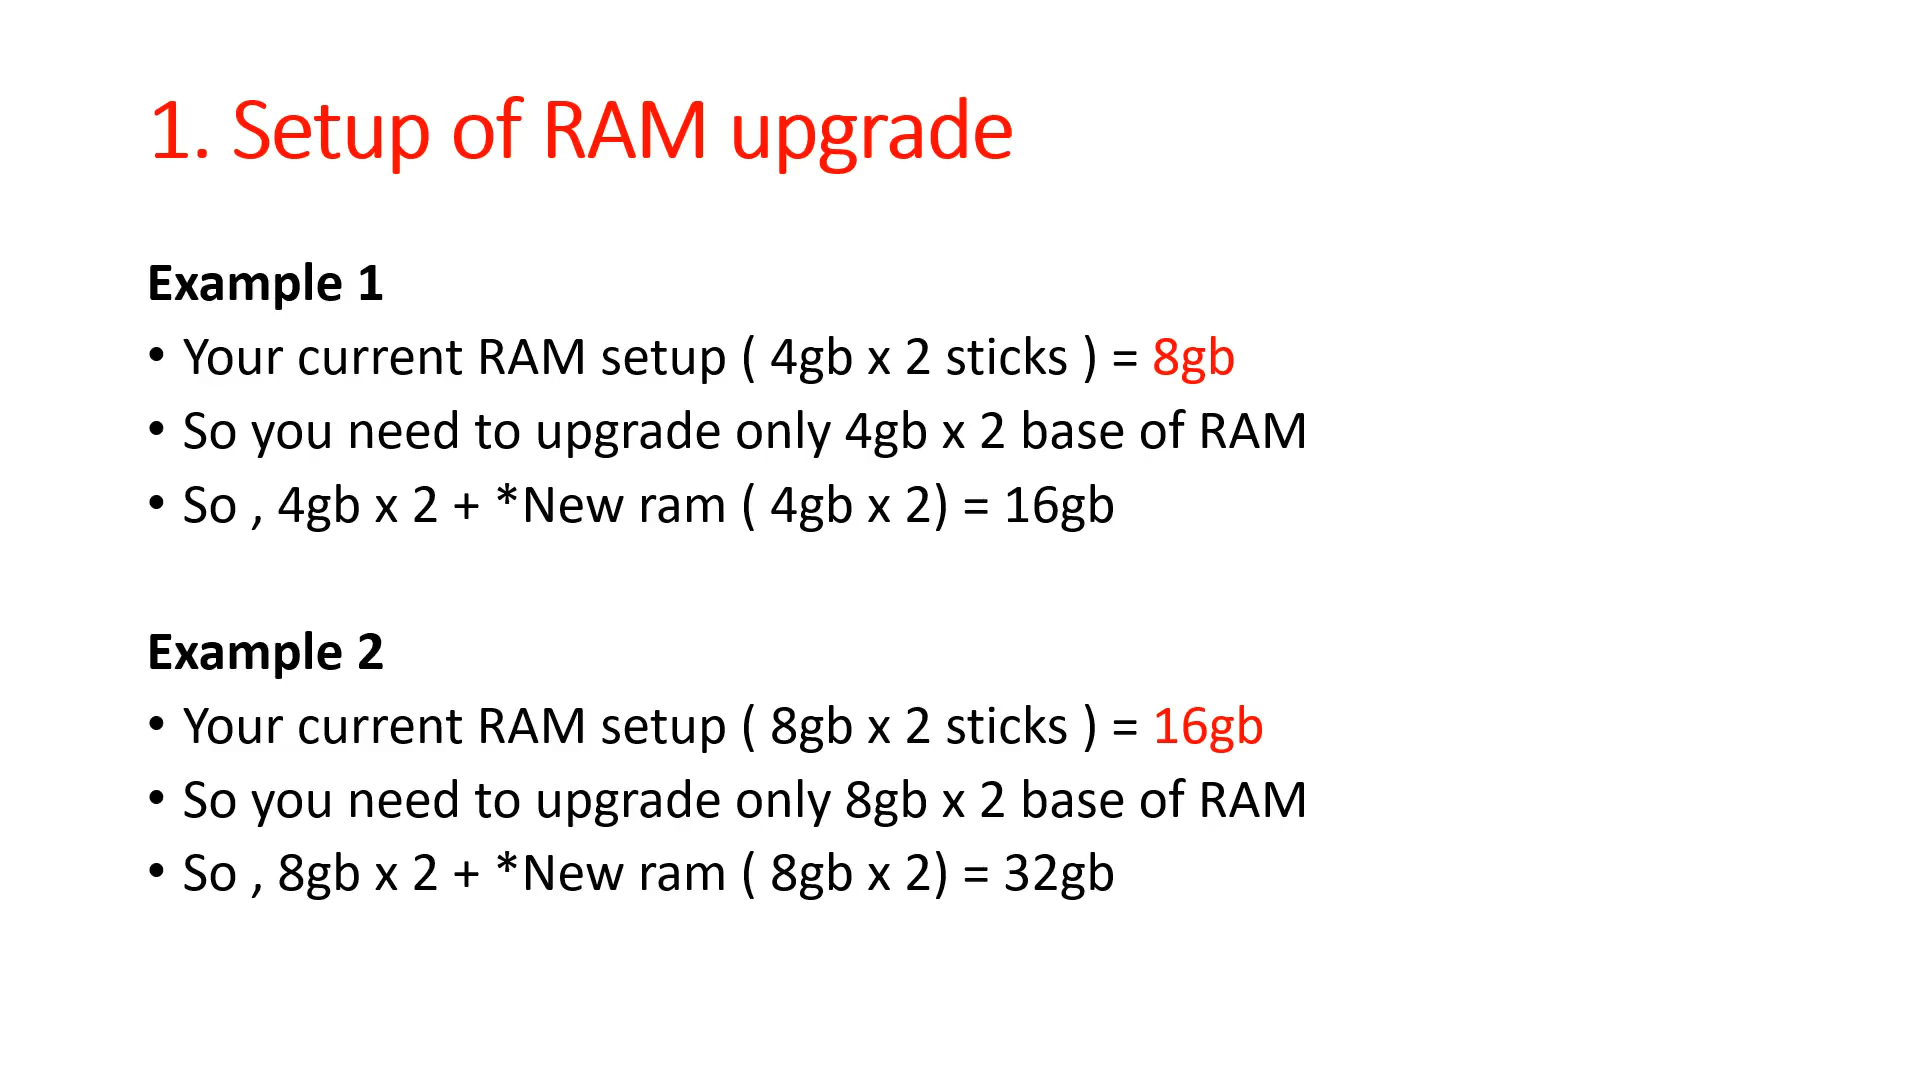 1. Setup of RAM upgrade
Example 1
• Your current RAM setup ( 4gb x 2 sticks ) = 8gb
• So you need to upgrade only 4gb x 2 base of RAM
• So , 4gb x 2 + *New ram ( 4gb x 2) = 16gb
Example 2
• Your current RAM setup ( 8gb x 2 sticks ) = 16gb
• So you need to upgrade only 8gb x 2 base of RAM
• So , 8gb x 2 + *New ram ( 8gb x 2) = 32gb